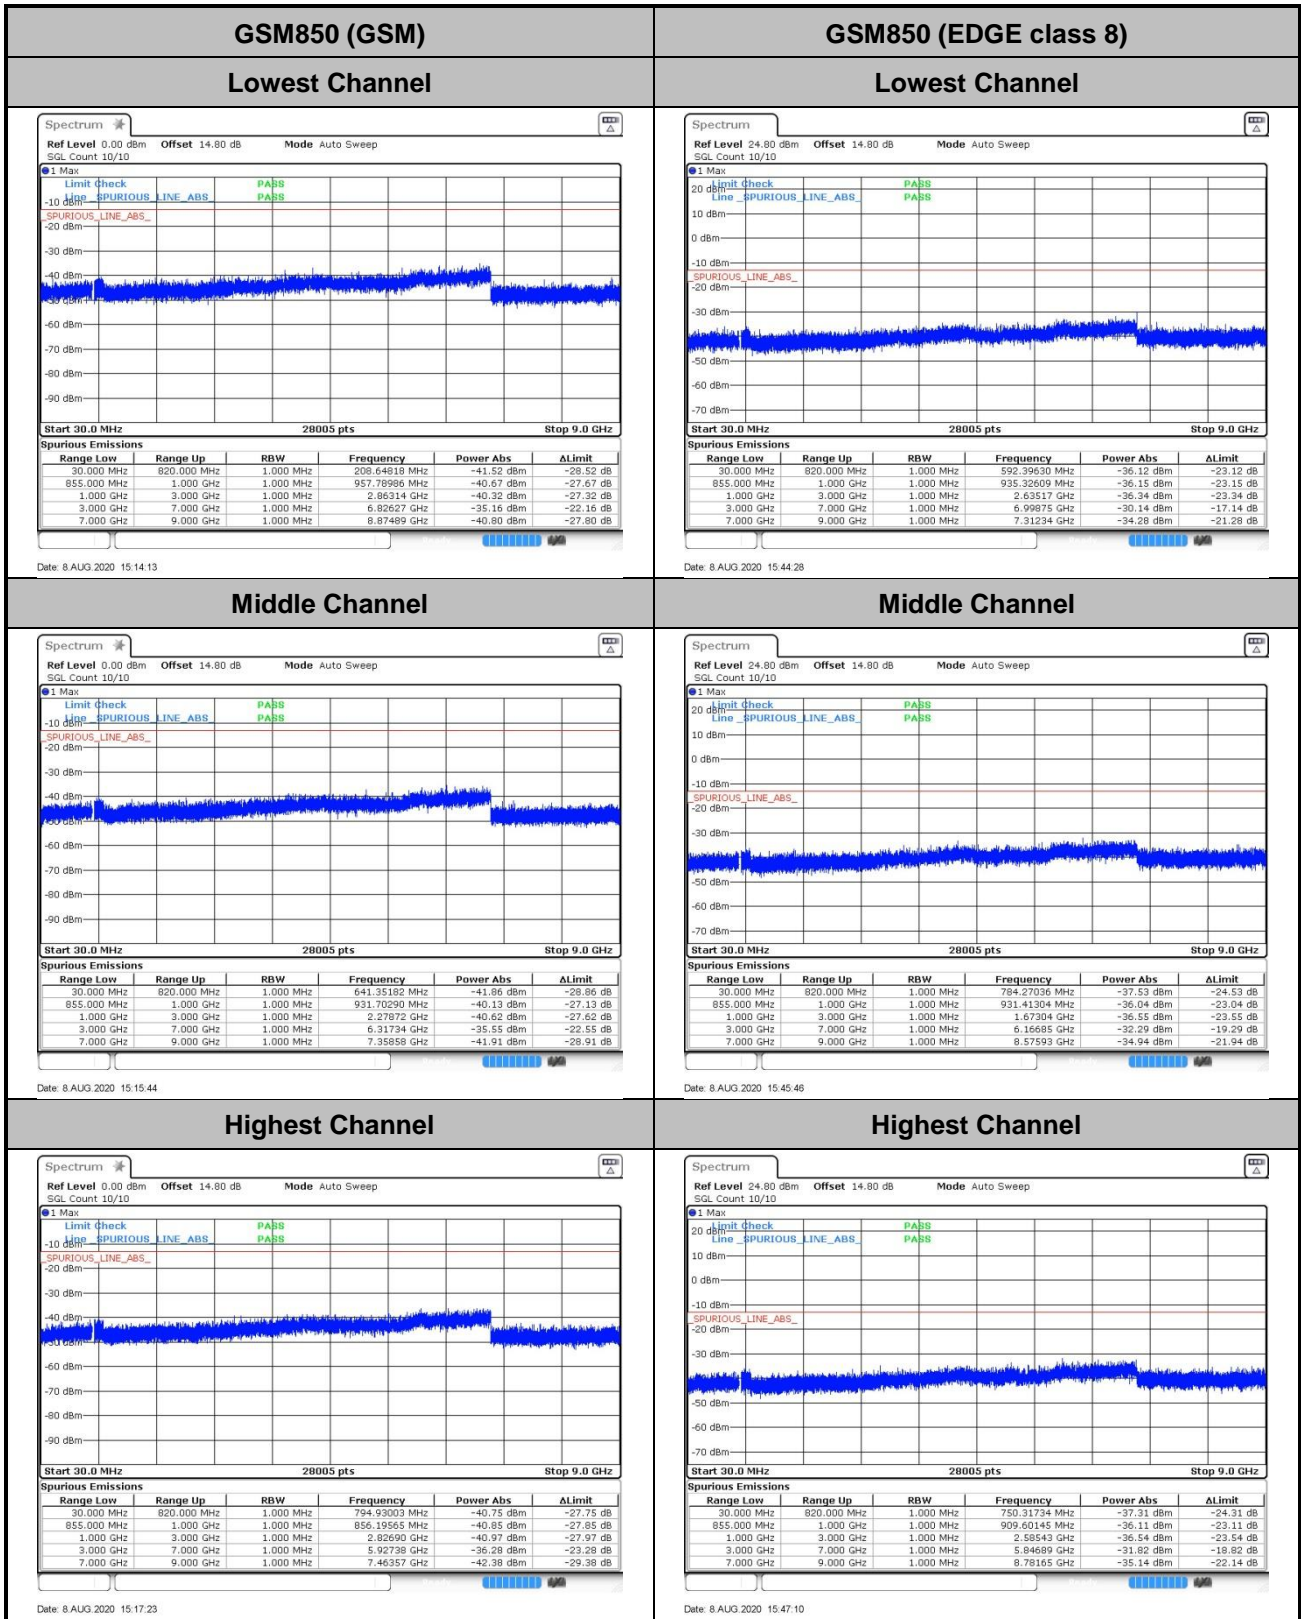 GSM850 (GSM)
GSM850 (EDGE class 8)
Lowest Channel
Lowest Channel
Spectrum
Ref Level 0.00 dBm Offset 14.80 dB Mode Auto Sweep
SGL Count 10/10
1 Max
Limit Check PASS
Line _SPURIOUS_LINE_ABS_ PASS
-10 dBm
_SPURIOUS_LINE_ABS_
-20 dBm
-30 dBm
-40 dBm
-50 dBm
-60 dBm
-70 dBm
-80 dBm
-90 dBm
Start 30.0 MHz 28005 pts Stop 9.0 GHz
Spurious Emissions
Range Low Range Up RBW Frequency Power Abs ΔLimit
30.000 MHz 820.000 MHz 1.000 MHz 208.64818 MHz -41.52 dBm -28.52 dB
855.000 MHz 1.000 GHz 1.000 MHz 957.78986 MHz -40.67 dBm -27.67 dB
1.000 GHz 3.000 GHz 1.000 MHz 2.86314 GHz -40.32 dBm -27.32 dB
3.000 GHz 7.000 GHz 1.000 MHz 6.82627 GHz -35.16 dBm -22.16 dB
7.000 GHz 9.000 GHz 1.000 MHz 8.87489 GHz -40.80 dBm -27.80 dB
Date: 8.AUG.2020 15:14:13
Spectrum
Ref Level 24.80 dBm Offset 14.80 dB Mode Auto Sweep
SGL Count 10/10
1 Max
Limit Check PASS
20 dBm
Line _SPURIOUS_LINE_ABS_ PASS
10 dBm
0 dBm
-10 dBm
_SPURIOUS_LINE_ABS_
-20 dBm
-30 dBm
-50 dBm
-60 dBm
-70 dBm
Start 30.0 MHz 28005 pts Stop 9.0 GHz
Spurious Emissions
Range Low Range Up RBW Frequency Power Abs ΔLimit
30.000 MHz 820.000 MHz 1.000 MHz 592.39630 MHz -36.12 dBm -23.12 dB
855.000 MHz 1.000 GHz 1.000 MHz 935.32609 MHz -36.15 dBm -23.15 dB
1.000 GHz 3.000 GHz 1.000 MHz 2.63517 GHz -36.34 dBm -23.34 dB
3.000 GHz 7.000 GHz 1.000 MHz 6.99875 GHz -30.14 dBm -17.14 dB
7.000 GHz 9.000 GHz 1.000 MHz 7.31234 GHz -34.28 dBm -21.28 dB
Date: 8.AUG.2020 15:44:28
Middle Channel
Middle Channel
Spectrum
Ref Level 0.00 dBm Offset 14.80 dB Mode Auto Sweep
SGL Count 10/10
1 Max
Limit Check PASS
Line _SPURIOUS_LINE_ABS_ PASS
-10 dBm
_SPURIOUS_LINE_ABS_
-20 dBm
-30 dBm
-40 dBm
-50 dBm
-60 dBm
-70 dBm
-80 dBm
-90 dBm
Start 30.0 MHz 28005 pts Stop 9.0 GHz
Spurious Emissions
Range Low Range Up RBW Frequency Power Abs ΔLimit
30.000 MHz 820.000 MHz 1.000 MHz 641.35182 MHz -41.86 dBm -28.86 dB
855.000 MHz 1.000 GHz 1.000 MHz 931.70290 MHz -40.13 dBm -27.13 dB
1.000 GHz 3.000 GHz 1.000 MHz 2.27872 GHz -40.62 dBm -27.62 dB
3.000 GHz 7.000 GHz 1.000 MHz 6.31734 GHz -35.55 dBm -22.55 dB
7.000 GHz 9.000 GHz 1.000 MHz 7.35858 GHz -41.91 dBm -28.91 dB
Date: 8.AUG.2020 15:15:44
Spectrum
Ref Level 24.80 dBm Offset 14.80 dB Mode Auto Sweep
SGL Count 10/10
1 Max
Limit Check PASS
20 dBm
Line _SPURIOUS_LINE_ABS_ PASS
10 dBm
0 dBm
-10 dBm
_SPURIOUS_LINE_ABS_
-20 dBm
-30 dBm
-50 dBm
-60 dBm
-70 dBm
Start 30.0 MHz 28005 pts Stop 9.0 GHz
Spurious Emissions
Range Low Range Up RBW Frequency Power Abs ΔLimit
30.000 MHz 820.000 MHz 1.000 MHz 784.27036 MHz -37.53 dBm -24.53 dB
855.000 MHz 1.000 GHz 1.000 MHz 931.41304 MHz -36.04 dBm -23.04 dB
1.000 GHz 3.000 GHz 1.000 MHz 1.67304 GHz -36.55 dBm -23.55 dB
3.000 GHz 7.000 GHz 1.000 MHz 6.16685 GHz -32.29 dBm -19.29 dB
7.000 GHz 9.000 GHz 1.000 MHz 8.57593 GHz -34.94 dBm -21.94 dB
Date: 8.AUG.2020 15:45:46
Highest Channel
Highest Channel
Spectrum
Ref Level 0.00 dBm Offset 14.80 dB Mode Auto Sweep
SGL Count 10/10
1 Max
Limit Check PASS
Line _SPURIOUS_LINE_ABS_ PASS
-10 dBm
_SPURIOUS_LINE_ABS_
-20 dBm
-30 dBm
-40 dBm
-50 dBm
-60 dBm
-70 dBm
-80 dBm
-90 dBm
Start 30.0 MHz 28005 pts Stop 9.0 GHz
Spurious Emissions
Range Low Range Up RBW Frequency Power Abs ΔLimit
30.000 MHz 820.000 MHz 1.000 MHz 794.93003 MHz -40.75 dBm -27.75 dB
855.000 MHz 1.000 GHz 1.000 MHz 856.19565 MHz -40.85 dBm -27.85 dB
1.000 GHz 3.000 GHz 1.000 MHz 2.82690 GHz -40.97 dBm -27.97 dB
3.000 GHz 7.000 GHz 1.000 MHz 5.92738 GHz -36.28 dBm -23.28 dB
7.000 GHz 9.000 GHz 1.000 MHz 7.46357 GHz -42.38 dBm -29.38 dB
Date: 8.AUG.2020 15:17:23
Spectrum
Ref Level 24.80 dBm Offset 14.80 dB Mode Auto Sweep
SGL Count 10/10
1 Max
Limit Check PASS
20 dBm
Line _SPURIOUS_LINE_ABS_ PASS
10 dBm
0 dBm
-10 dBm
_SPURIOUS_LINE_ABS_
-20 dBm
-30 dBm
-50 dBm
-60 dBm
-70 dBm
Start 30.0 MHz 28005 pts Stop 9.0 GHz
Spurious Emissions
Range Low Range Up RBW Frequency Power Abs ΔLimit
30.000 MHz 820.000 MHz 1.000 MHz 750.31734 MHz -37.31 dBm -24.31 dB
855.000 MHz 1.000 GHz 1.000 MHz 909.60145 MHz -36.11 dBm -23.11 dB
1.000 GHz 3.000 GHz 1.000 MHz 2.58543 GHz -36.54 dBm -23.54 dB
3.000 GHz 7.000 GHz 1.000 MHz 5.84689 GHz -31.82 dBm -18.82 dB
7.000 GHz 9.000 GHz 1.000 MHz 8.78165 GHz -35.14 dBm -22.14 dB
Date: 8.AUG.2020 15:47:10